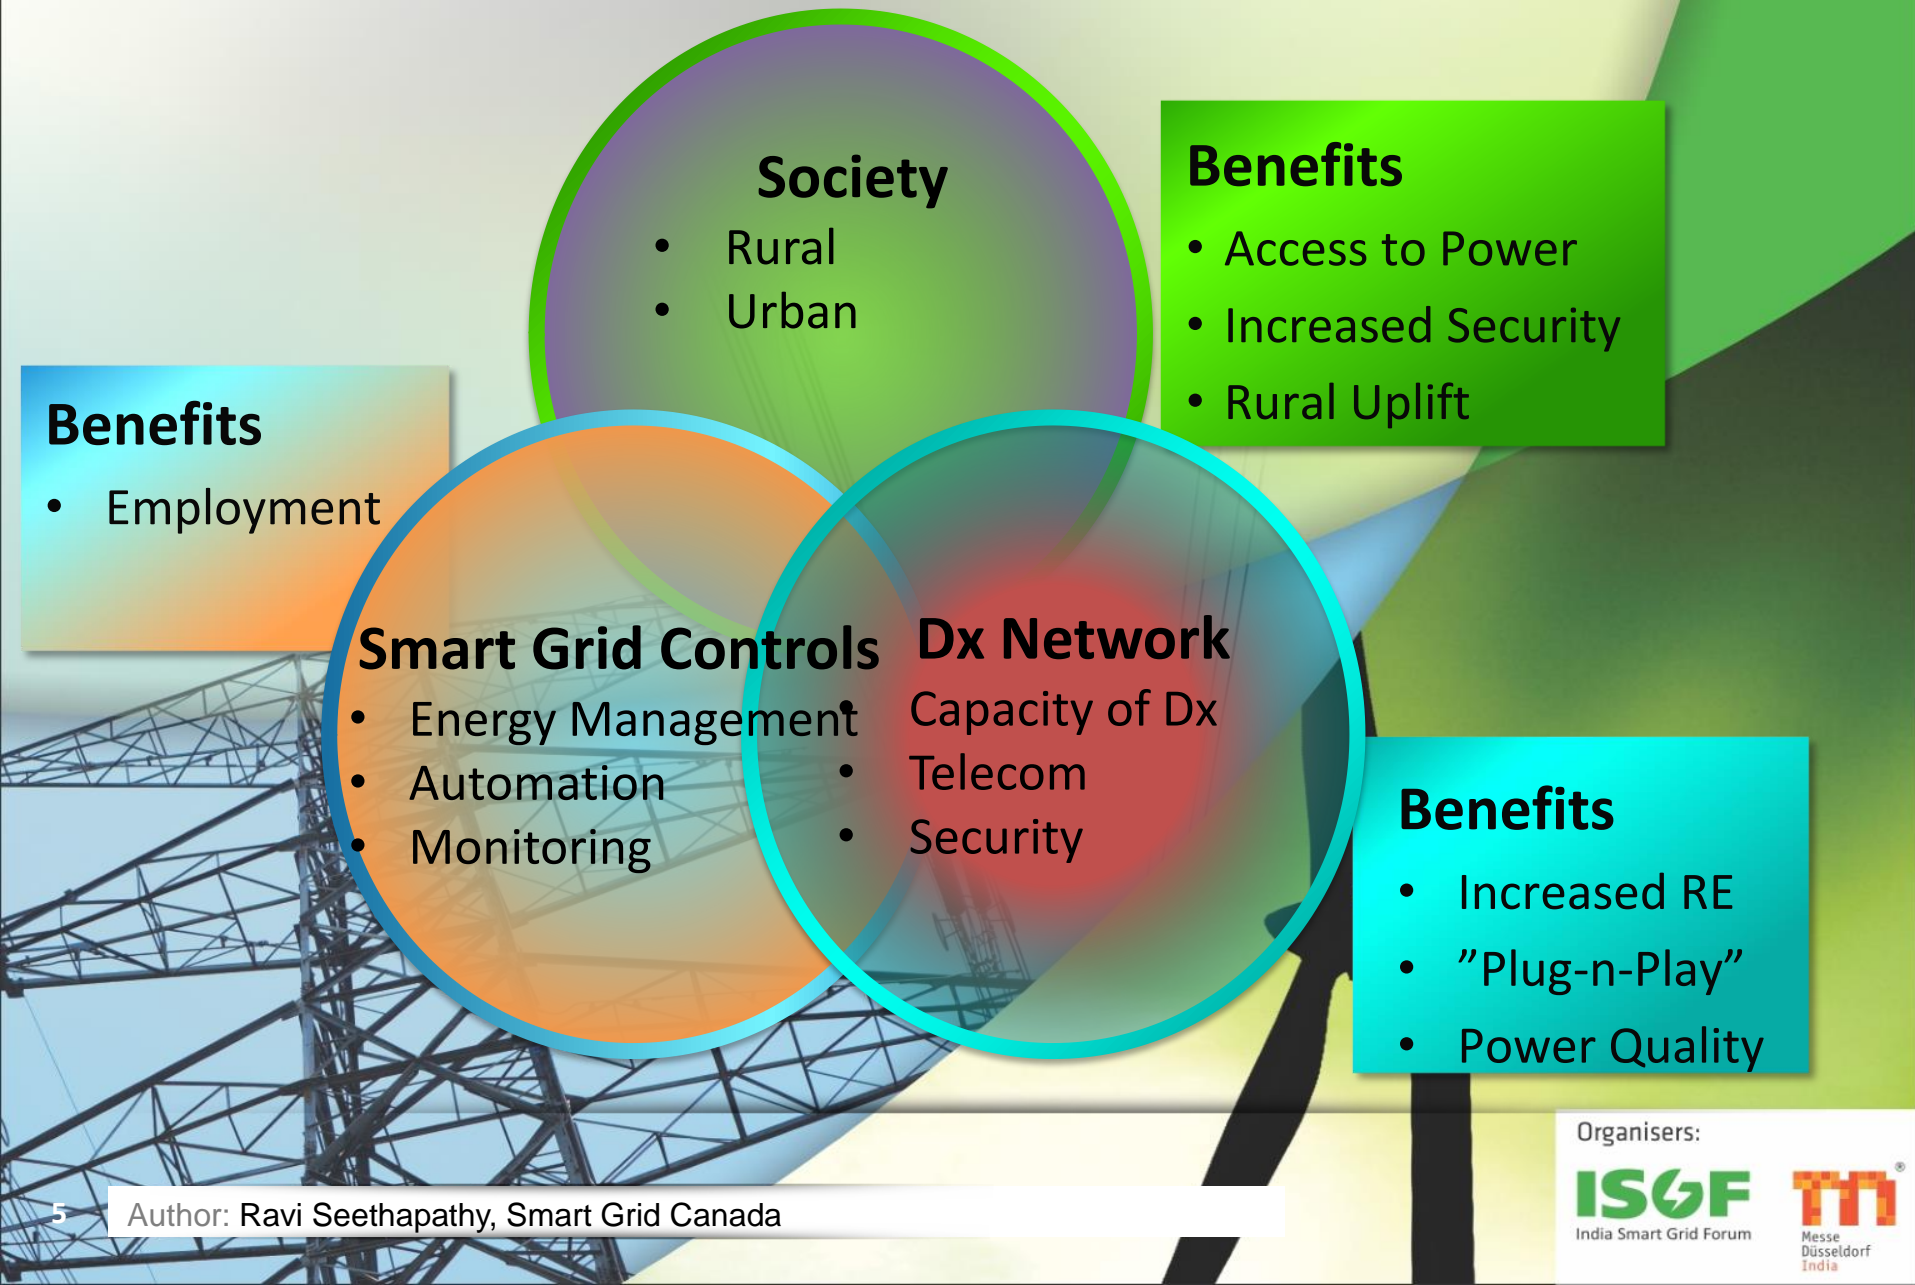 Society
• Rural
• Urban
Benefits
• Access to Power
• Increased Security
• Rural Uplift
Benefits
• Employment
Smart Grid Controls
• Energy Management
• Automation
• Monitoring
Dx Network
• Capacity of Dx
• Telecom
• Security
Benefits
• Increased RE
• ”Plug-n-Play”
• Power Quality
5
Author: Ravi Seethapathy, Smart Grid Canada
Organisers:
ISGF
India Smart Grid Forum
®
Messe
Düsseldorf
India